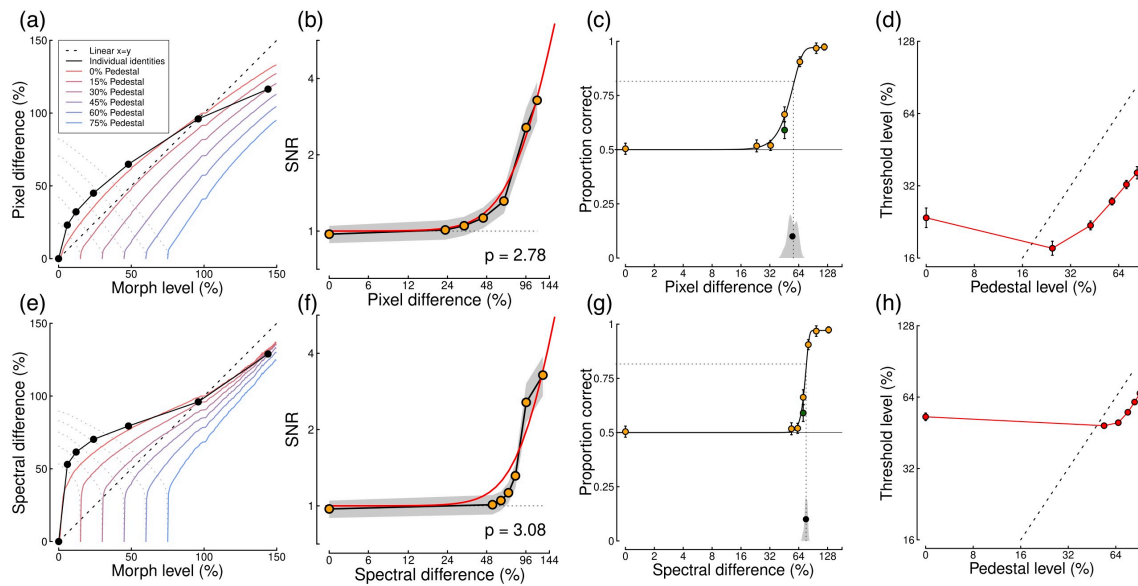 (a)
150
100
50
0
Pixel difference (%)
Linear x=y
Individual identities
0% Pedestal
15% Pedestal
30% Pedestal
45% Pedestal
60% Pedestal
75% Pedestal
0 50 100 150
Morph level (%)
(b)
4
2
1
SNR
p = 2.78
0 6 12 24 48 96 144
Pixel difference (%)
(c)
1
0.75
0.5
0.25
0
Proportion correct
0 2 4 8 16 32 64 128
Pixel difference (%)
(d)
128
64
32
16
Threshold level (%)
0 16 32 64
Pedestal level (%)
(e)
150
100
50
0
Spectral difference (%)
0 50 100 150
Morph level (%)
(f)
4
2
1
SNR
p = 3.08
0 6 12 24 48 96 144
Spectral difference (%)
(g)
1
0.75
0.5
0.25
0
Proportion correct
0 2 4 8 16 32 64 128
Spectral difference (%)
(h)
128
64
32
16
Threshold level (%)
0 16 32 64
Pedestal level (%)